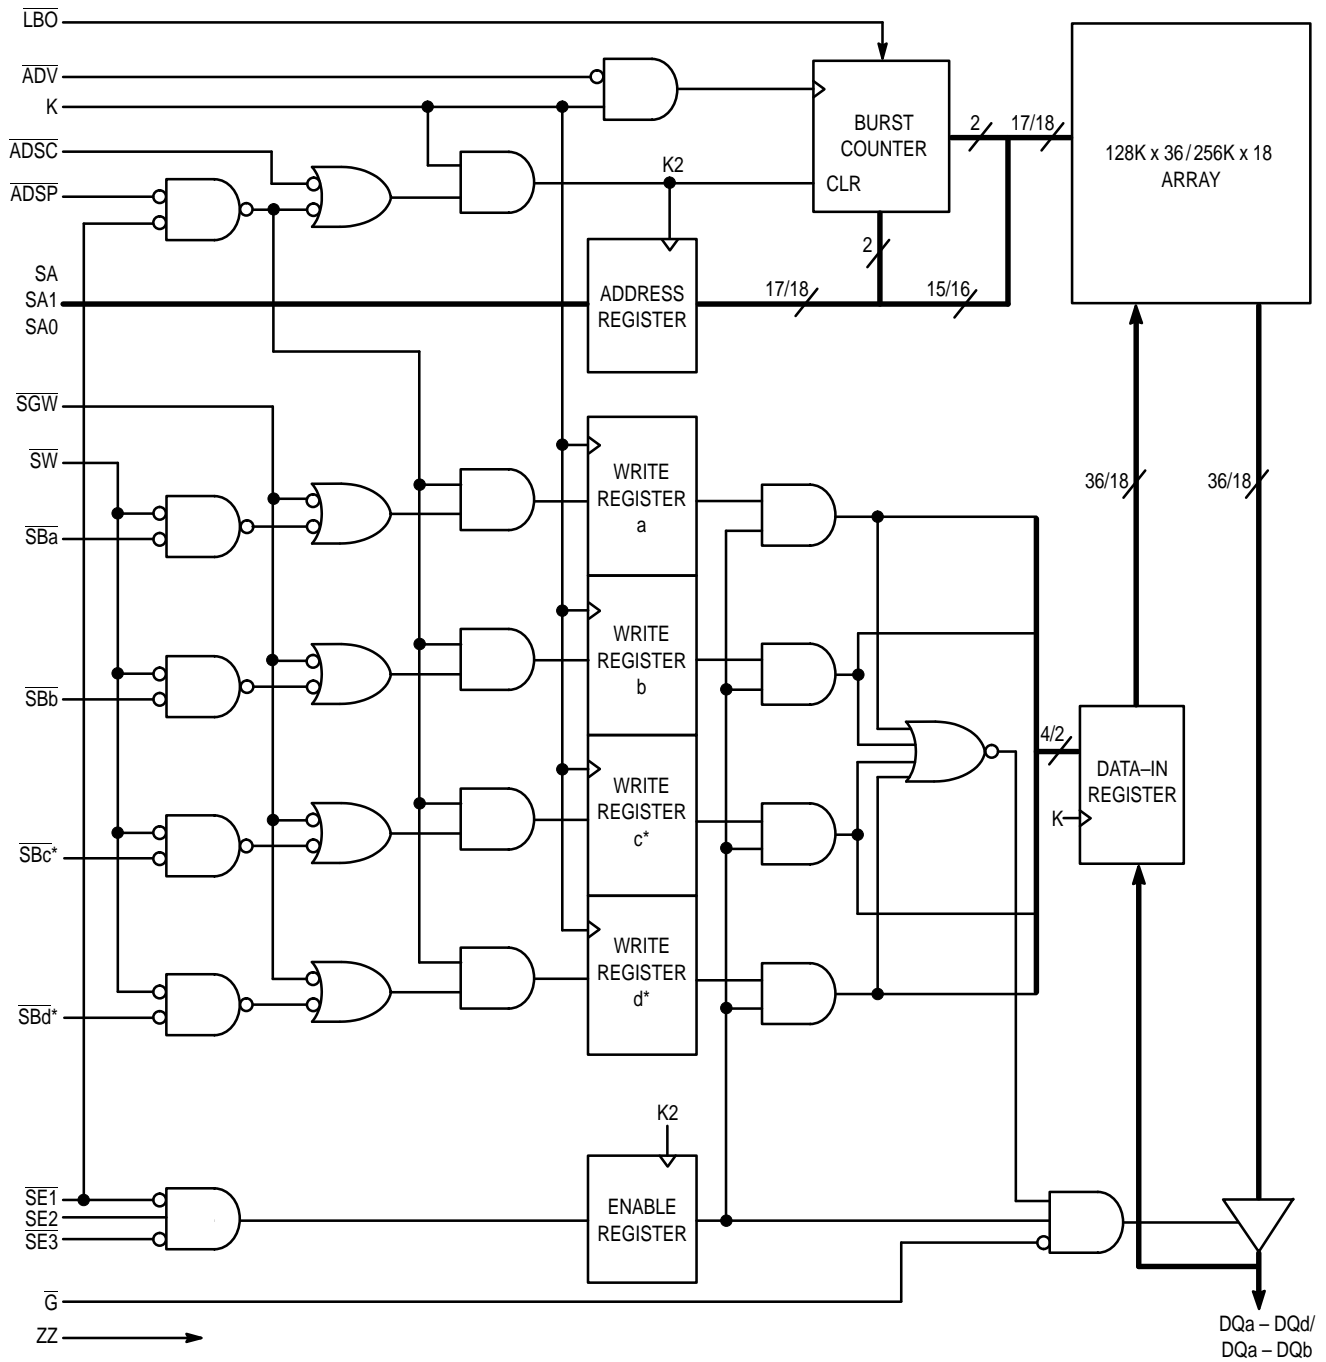 LBO
ADV
K
ADSC
ADSP
K2
BURST
COUNTER
CLR
2
17/18
128K x 36/256K x 18
ARRAY
2
SA
SA1
SA0
ADDRESS
REGISTER
17/18
15/16
SGW
SW
SBa
WRITE
REGISTER
a
36/18
36/18
SBb
WRITE
REGISTER
b
4/2
DATA–IN
REGISTER
K
SBc*
WRITE
REGISTER
c*
SBd*
WRITE
REGISTER
d*
K2
SE1
SE2
SE3
ENABLE
REGISTER
G
ZZ
DQa – DQd/
DQa – DQb